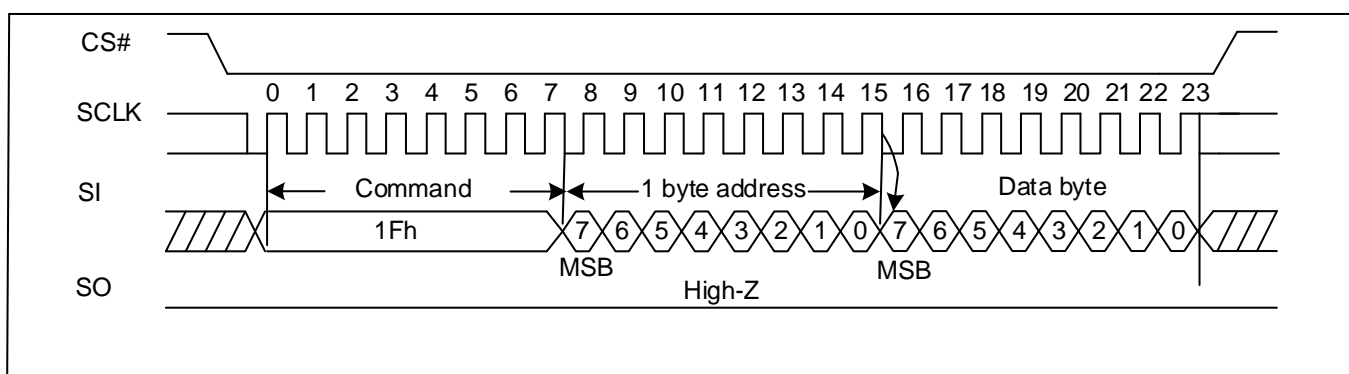 CS#
0 1 2 3 4 5 6 7 8 9 10 11 12 13 14 15 16 17 18 19 20 21 22 23
SCLK
SI Command 1 byte address Data byte
1Fh 7 6 5 4 3 2 1 0 7 6 5 4 3 2 1 0
MSB MSB
SO High-Z